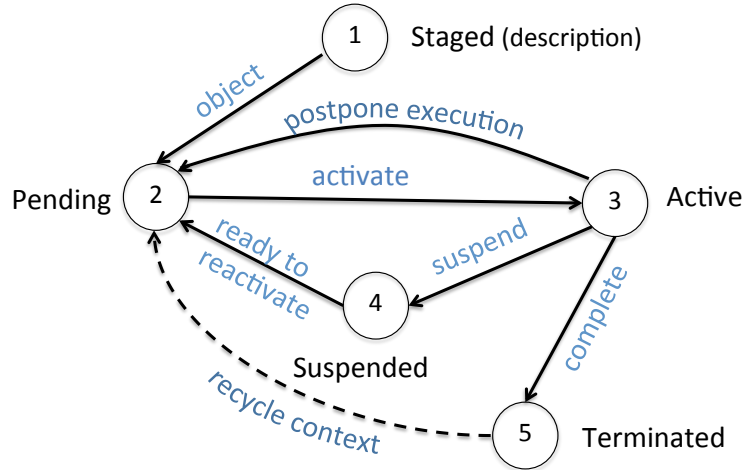 1
Staged (description)
object
postpone execution
activate
Pending
2
3
Active
ready to
reactivate
suspend
4
complete
Suspended
recycle context
5
Terminated